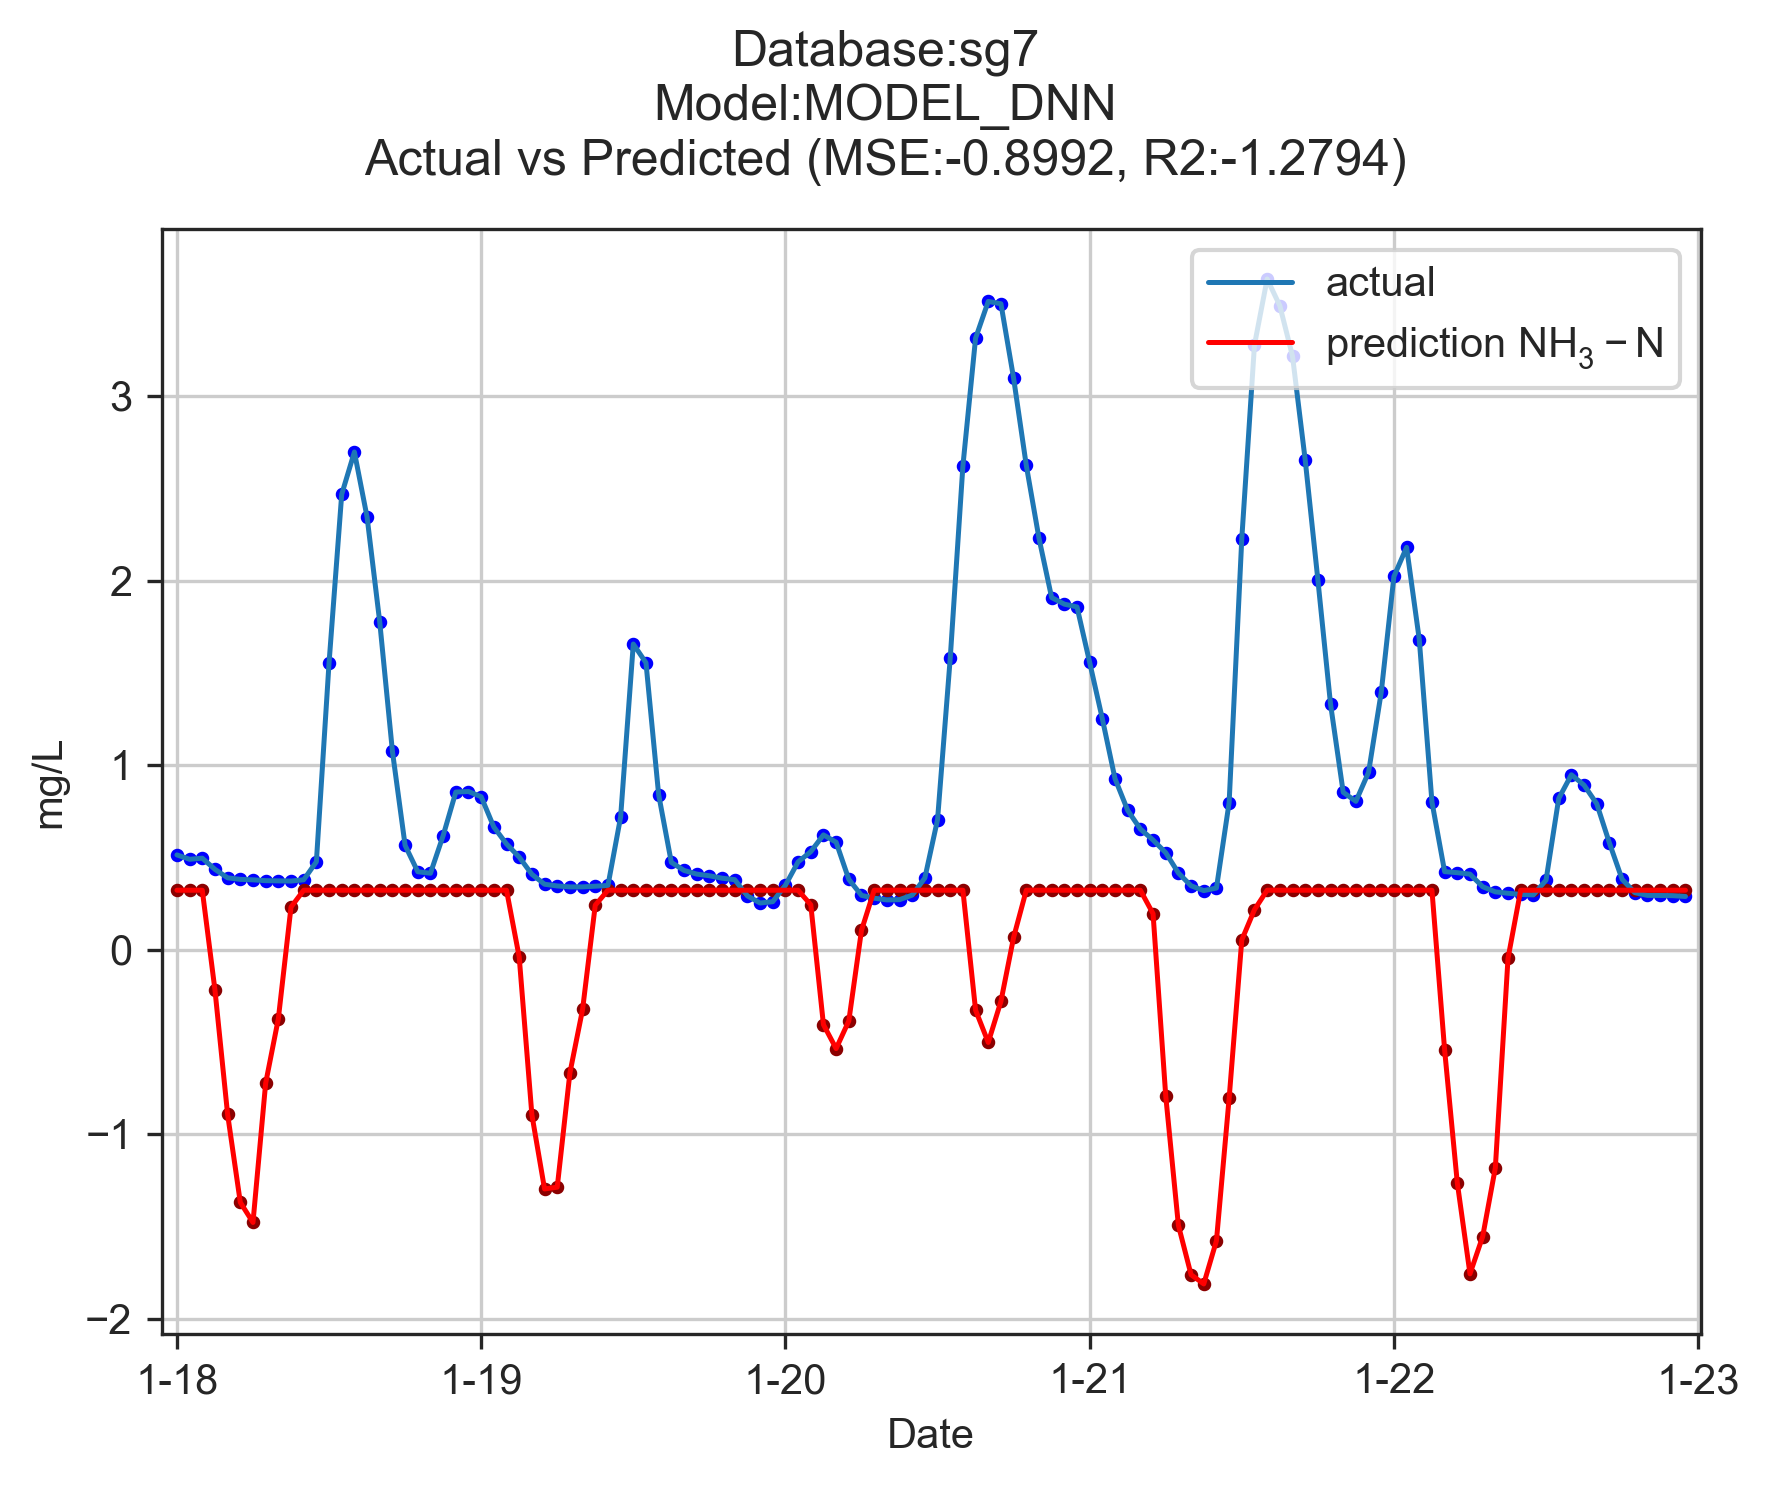 Database:sg7
Model:MODEL_DNN
Actual vs Predicted (MSE:-0.8992, R2:-1.2794)
actual
prediction NH₃ − N
3
2
1
0
−1
−2
mg/L
1-18 1-19 1-20 1-21 1-22 1-23
Date